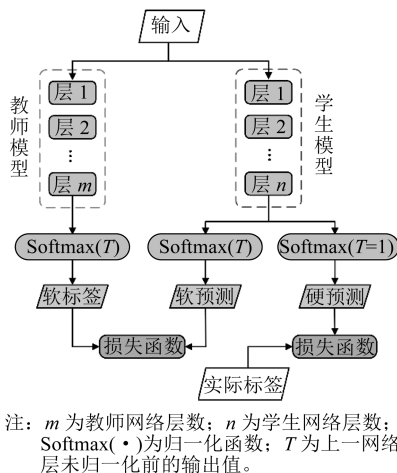 输入
教师模型
层 1
层 2
⋮
层 m
学生模型
层 1
层 2
⋮
层 n
Softmax(T)
Softmax(T)
Softmax(T=1)
软标签
软预测
硬预测
损失函数
损失函数
实际标签
注：m 为教师网络层数；n 为学生网络层数；
Softmax(·)为归一化函数；T 为上一网络
层未归一化前的输出值。